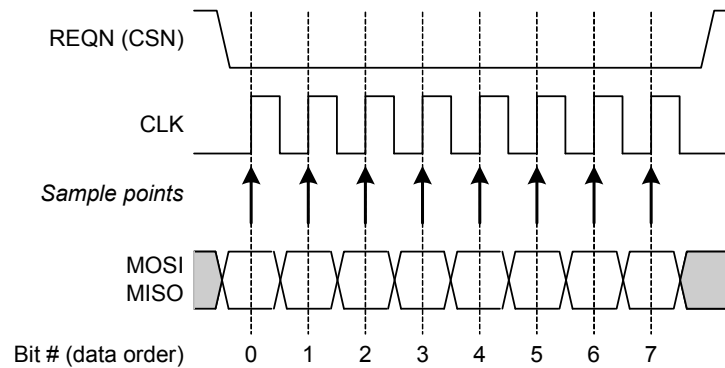 REQN (CSN)
CLK
Sample points
MOSI
MISO
Bit # (data order) 0 1 2 3 4 5 6 7